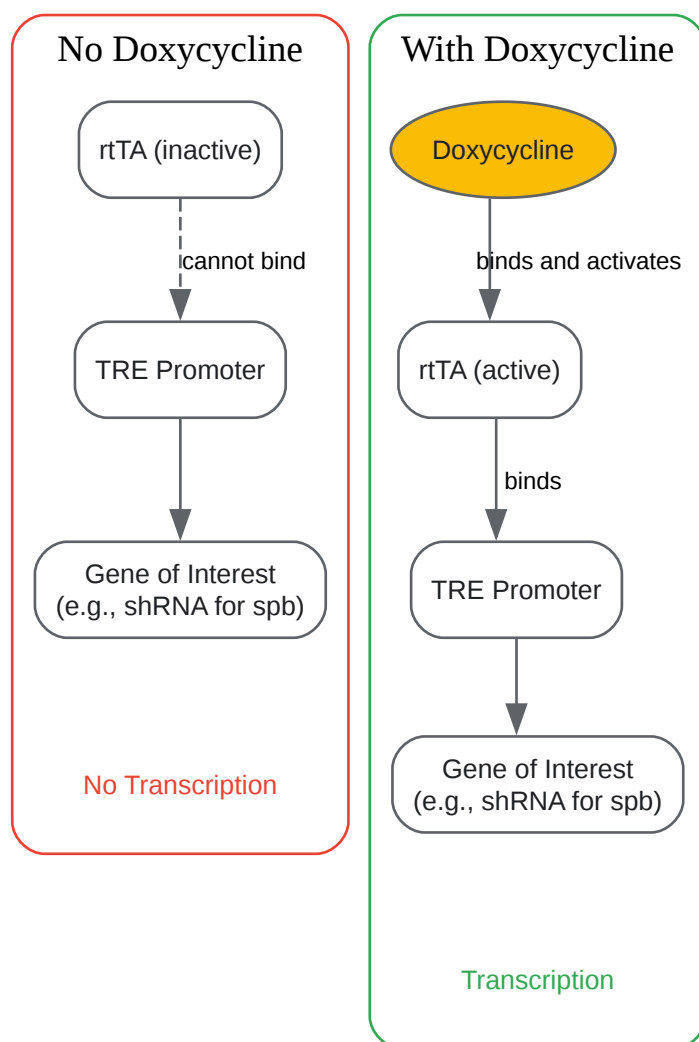 No Doxycycline
rtTA (inactive)
cannot bind
TRE Promoter
Gene of Interest
(e.g., shRNA for spb)
No Transcription
With Doxycycline
Doxycycline
binds and activates
rtTA (active)
binds
TRE Promoter
Gene of Interest
(e.g., shRNA for spb)
Transcription